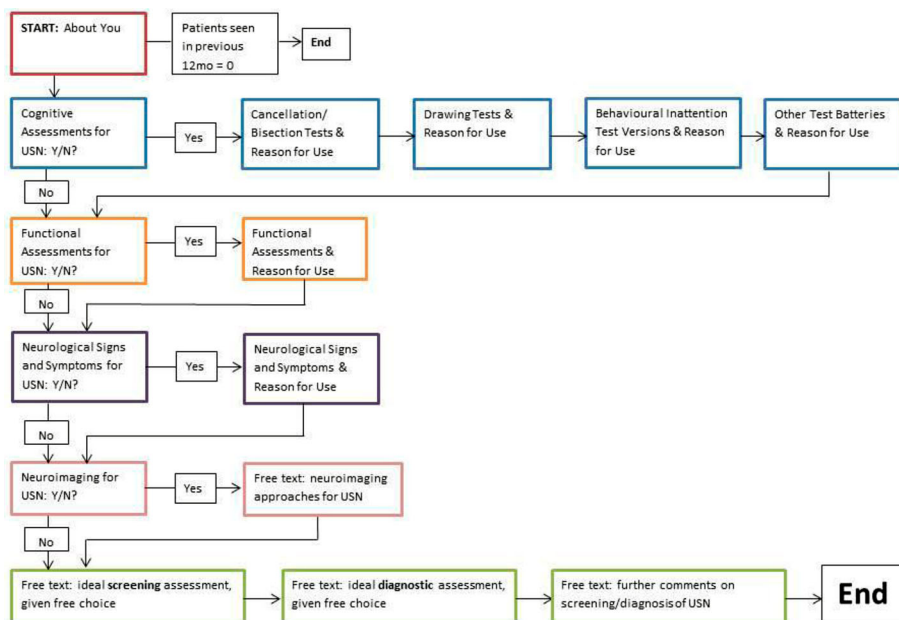 START: About You
Patients seen
in previous
12mo = 0
End
Cognitive
Assessments for
USN: Y/N?
Yes
Cancellation/
Bisection Tests &
Reason for Use
Drawing Tests &
Reason for Use
Behavioural Inattention
Test Versions & Reason
for Use
Other Test Batteries
& Reason for Use
No
Functional
Assessments for
USN: Y/N?
Yes
Functional
Assessments &
Reason for Use
No
Neurological Signs
and Symptoms for
USN: Y/N?
Yes
Neurological Signs
and Symptoms &
Reason for Use
No
Neuroimaging for
USN: Y/N?
Yes
Free text: neuroimaging
approaches for USN
No
Free text: ideal screening assessment,
given free choice
Free text: ideal diagnostic assessment,
given free choice
Free text: further comments on
screening/diagnosis of USN
End